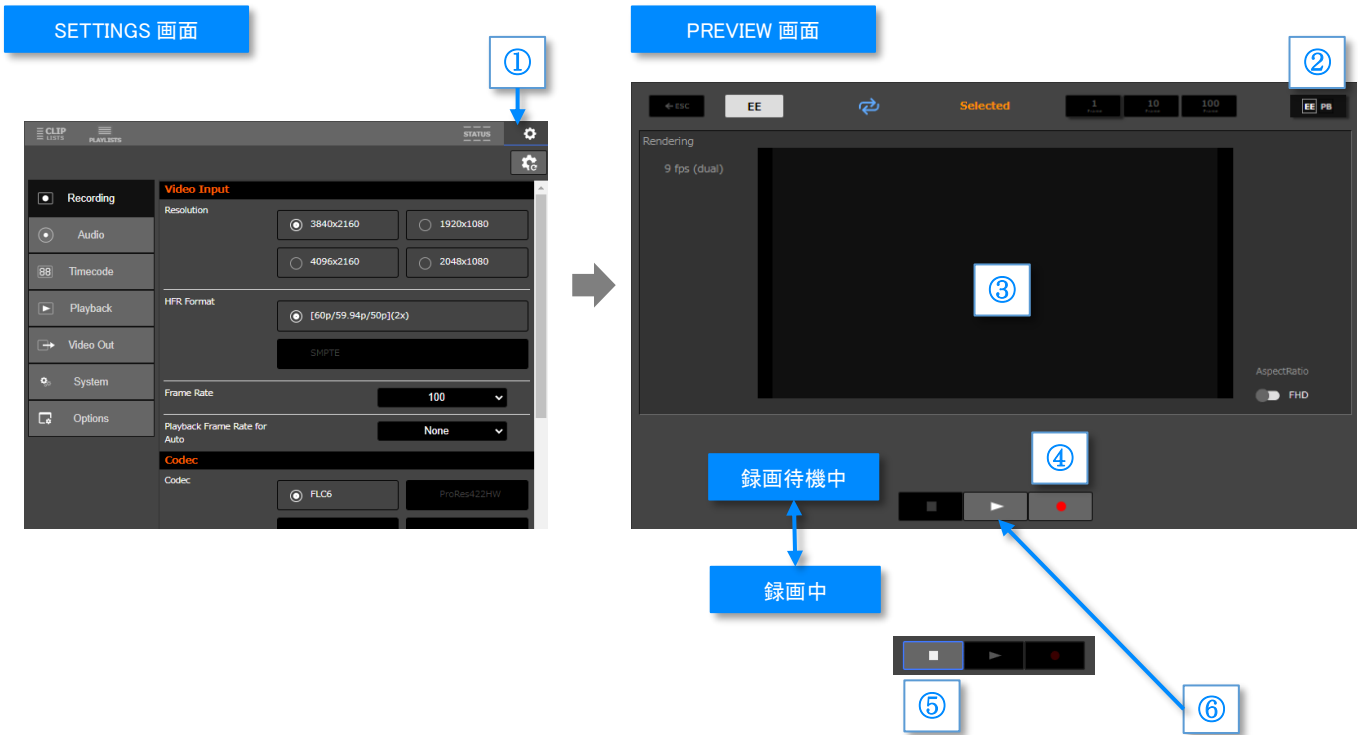 SETTINGS 画面
①
CLIP
LISTS
PLAYLISTS
STATUS
Recording
Audio
88 Timecode
Playback
Video Out
System
Options
Video Input
Resolution
3840x2160
1920x1080
4096x2160
2048x1080
HFR Format
[60p/59.94p/50p](2x)
SMPTE
Frame Rate
100
Playback Frame Rate for
Auto
None
Codec
Codec
FLC6
ProRes422HW
PREVIEW 画面
②
←ESC
EE
Selected
1
10
100
EE PB
Rendering
9 fps (dual)
③
AspectRatio
FHD
④
録画待機中
録画中
⑤
⑥